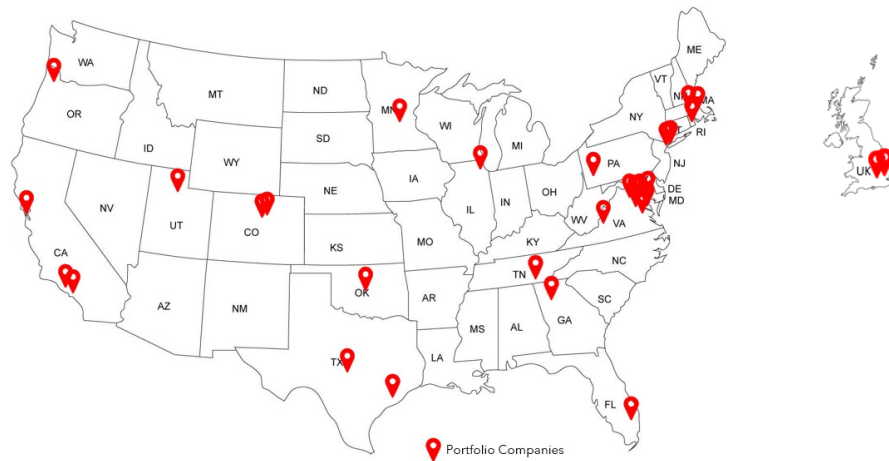 ME
WA
VT
MT
ND
MN
OR
NY
MA
WI
SD
ID
MI
RI
WY
PA
IA
NJ
NE
OH
DE
NV
IL
IN
MD
UT
WV
CO
VA
CA
KS
MO
KY
NC
TN
OK
AZ
NM
AR
SC
MS
AL
GA
LA
TX
FL
UK
Portfolio Companies